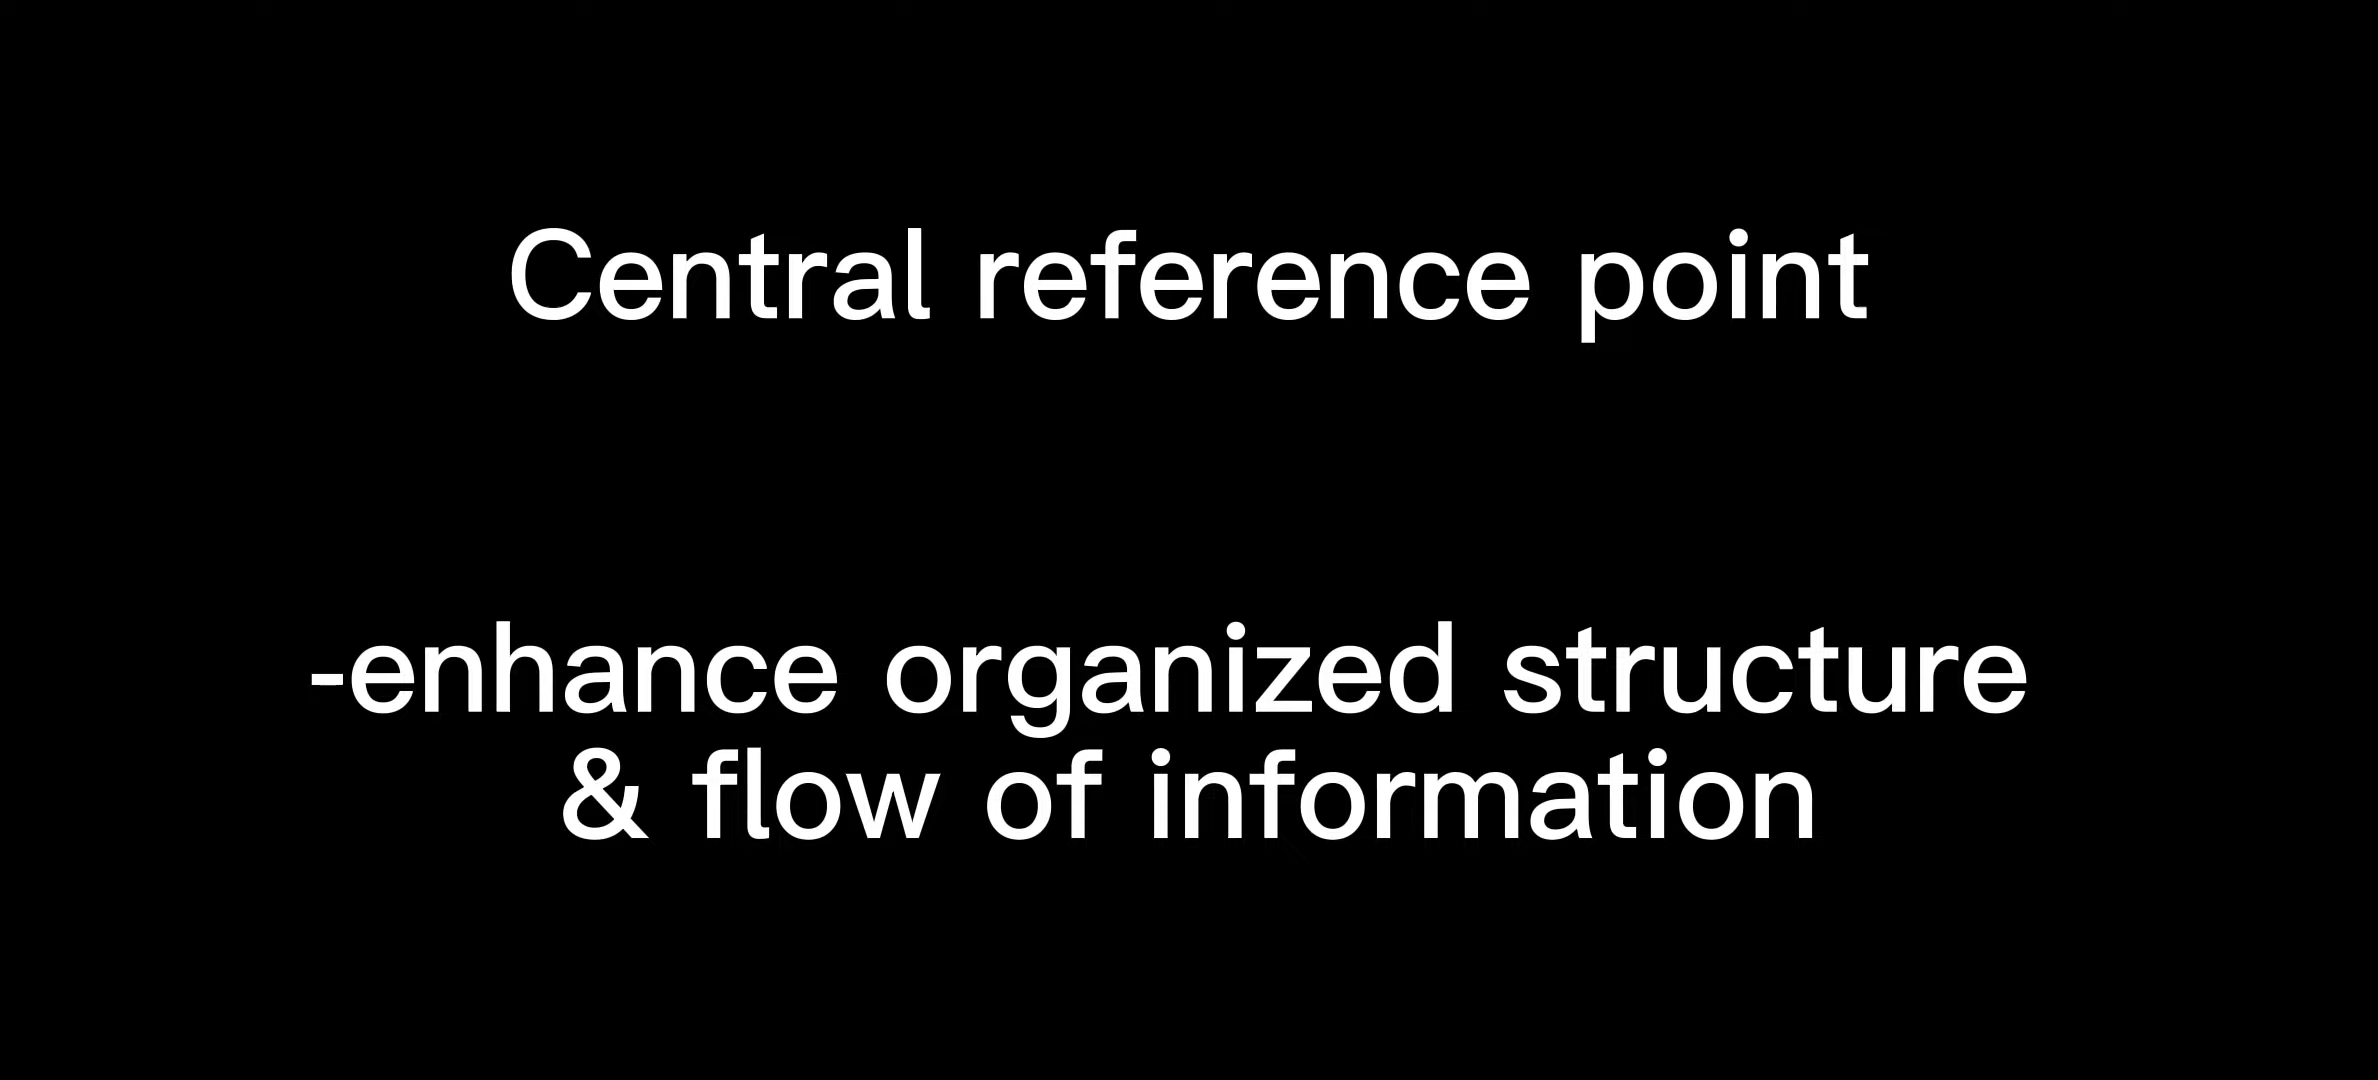 Central reference point
-enhance organized structure
& flow of information